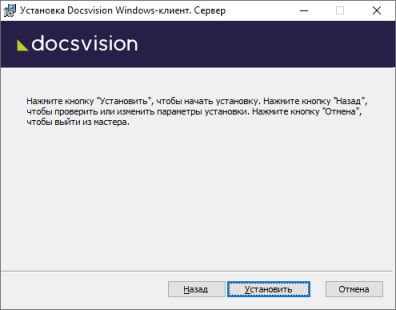 Установка Docsvision Windows-клиент. Сервер
docsvision
Нажмите кнопку "Установить", чтобы начать установку. Нажмите кнопку "Назад",
чтобы проверить или изменить параметры установки. Нажмите кнопку "Отмена",
чтобы выйти из мастера.
Назад
Установить
Отмена